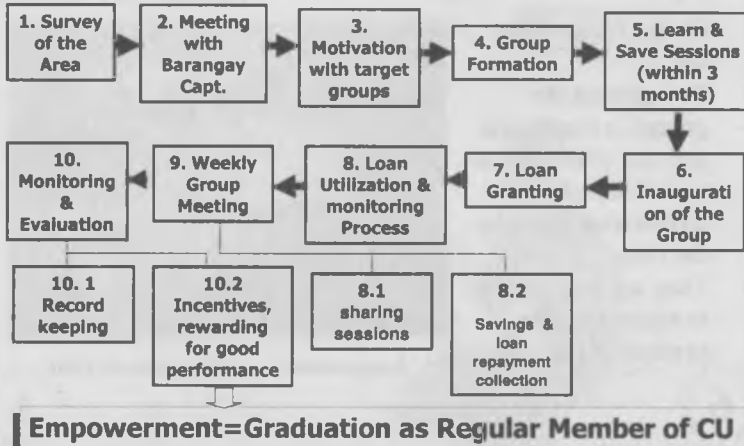 1. Survey
of the
Area
2. Meeting
with
Barangay
Capt.
3.
Motivation
with target
groups
4. Group
Formation
5. Learn &
Save Sessions
(within 3
months)
10.
Monitoring
&
Evaluation
9. Weekly
Group
Meeting
8. Loan
Utilization &
monitoring
Process
7. Loan
Granting
6.
Inaugurati
on of the
Group
10. 1
Record
keeping
10.2
Incentives,
rewarding
for good
performance
8.1
sharing
sessions
8.2
Savings &
loan
repayment
collection
Empowerment=Graduation as Regular Member of CU